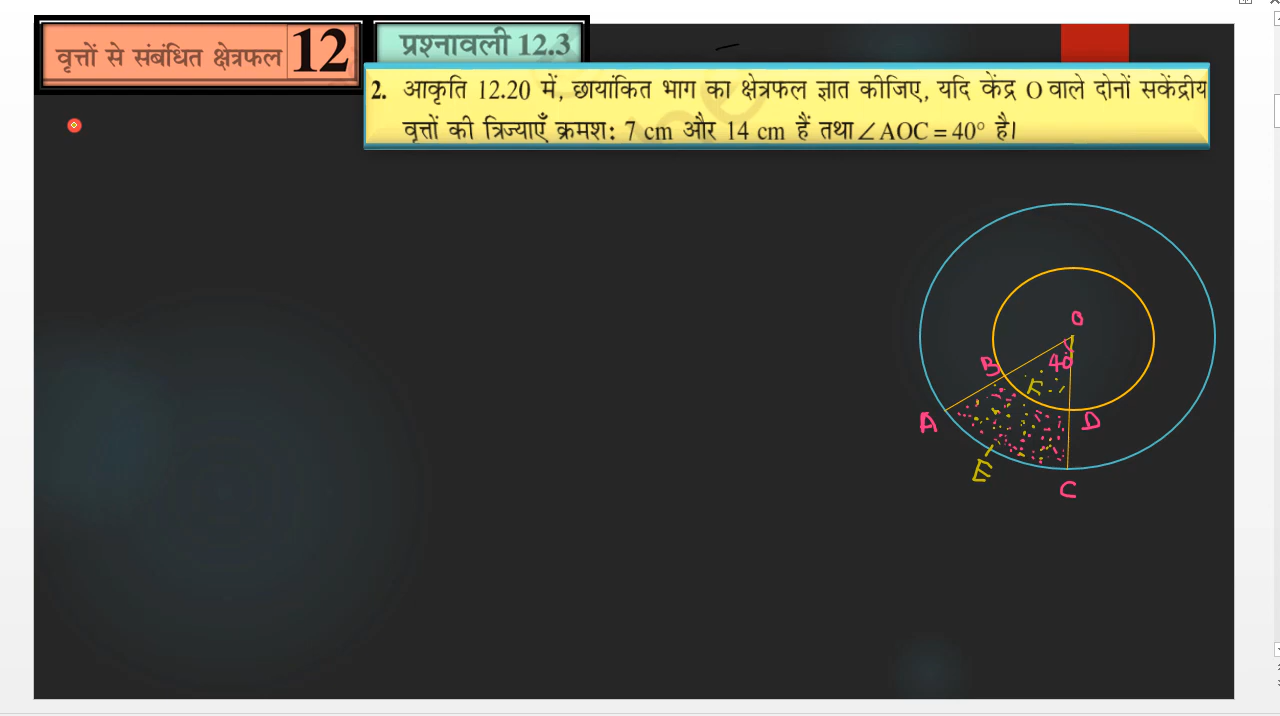 वृत्तों से संबंधित क्षेत्रफल 12
प्रश्नावली 12.3
2. आकृति 12.20 में, छायांकित भाग का क्षेत्रफल ज्ञात कीजिए, यदि केंद्र O वाले दोनों सकेंद्रीय
वृत्तों की त्रिज्याएँ क्रमश: 7 cm और 14 cm हैं तथा ∠AOC = 40° है।
O
40
B
F
A
D
E
C